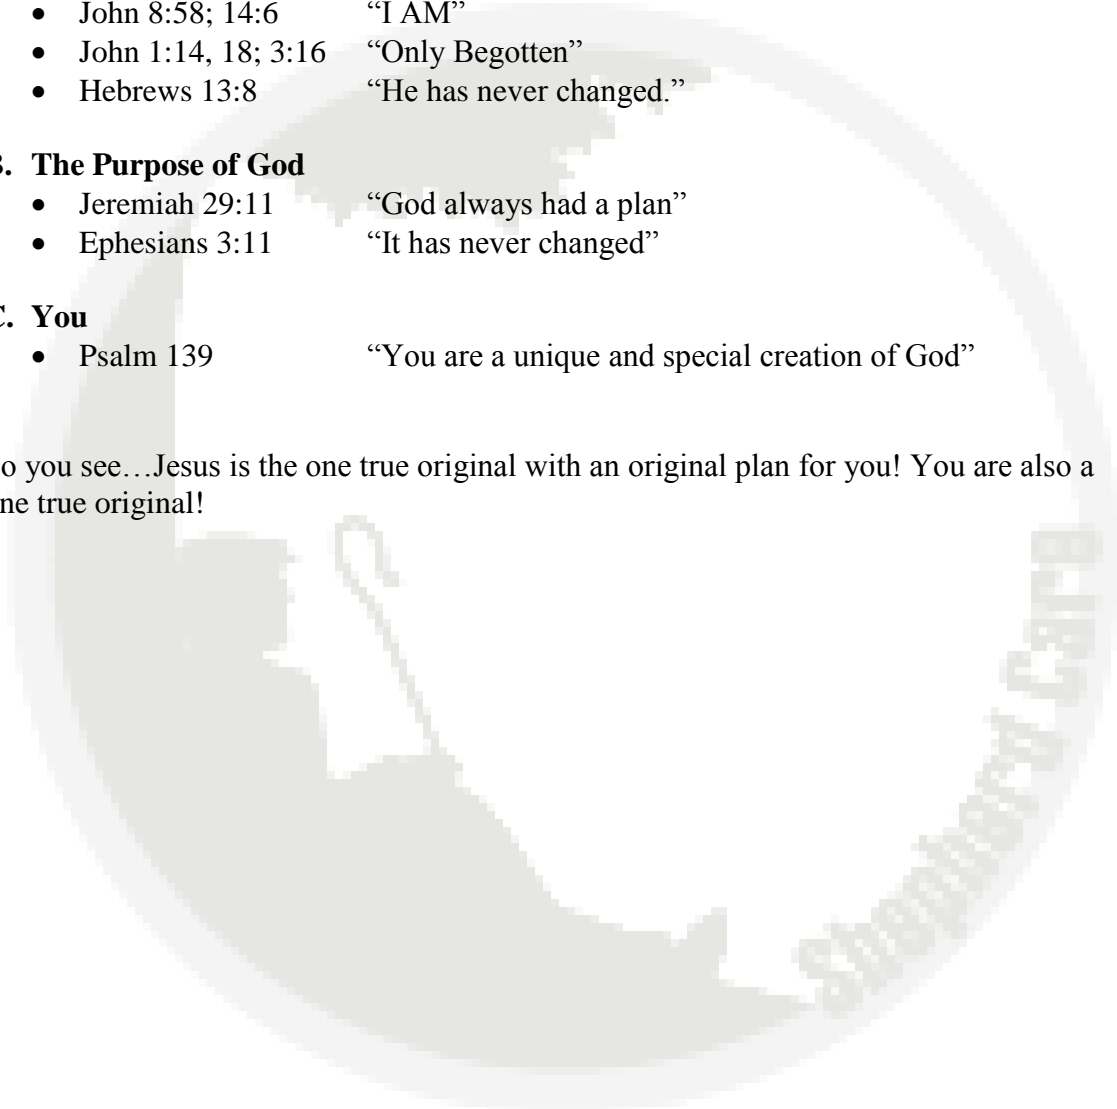 • John 8:58; 14:6 “I AM”
• John 1:14, 18; 3:16 “Only Begotten”
• Hebrews 13:8 “He has never changed.”
. The Purpose of God
• Jeremiah 29:11 “God always had a plan”
• Ephesians 3:11 “It has never changed”
C. You
• Psalm 139 “You are a unique and special creation of God”
o you see…Jesus is the one true original with an original plan for you! You are also a
ne true original!
Shepherd Care